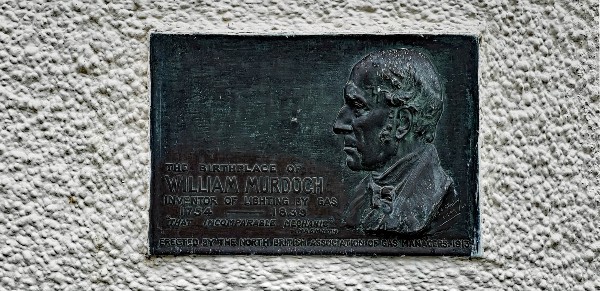 THE BIRTHPLACE OF
WILLIAM MURDOCH
INVENTOR OF LIGHTING BY GAS
1754 1839
"THAT INCOMPARABLE MECHANIC"
ERECTED BY THE NORTH BRITISH ASSOCIATION OF GAS MANAGERS, 1913